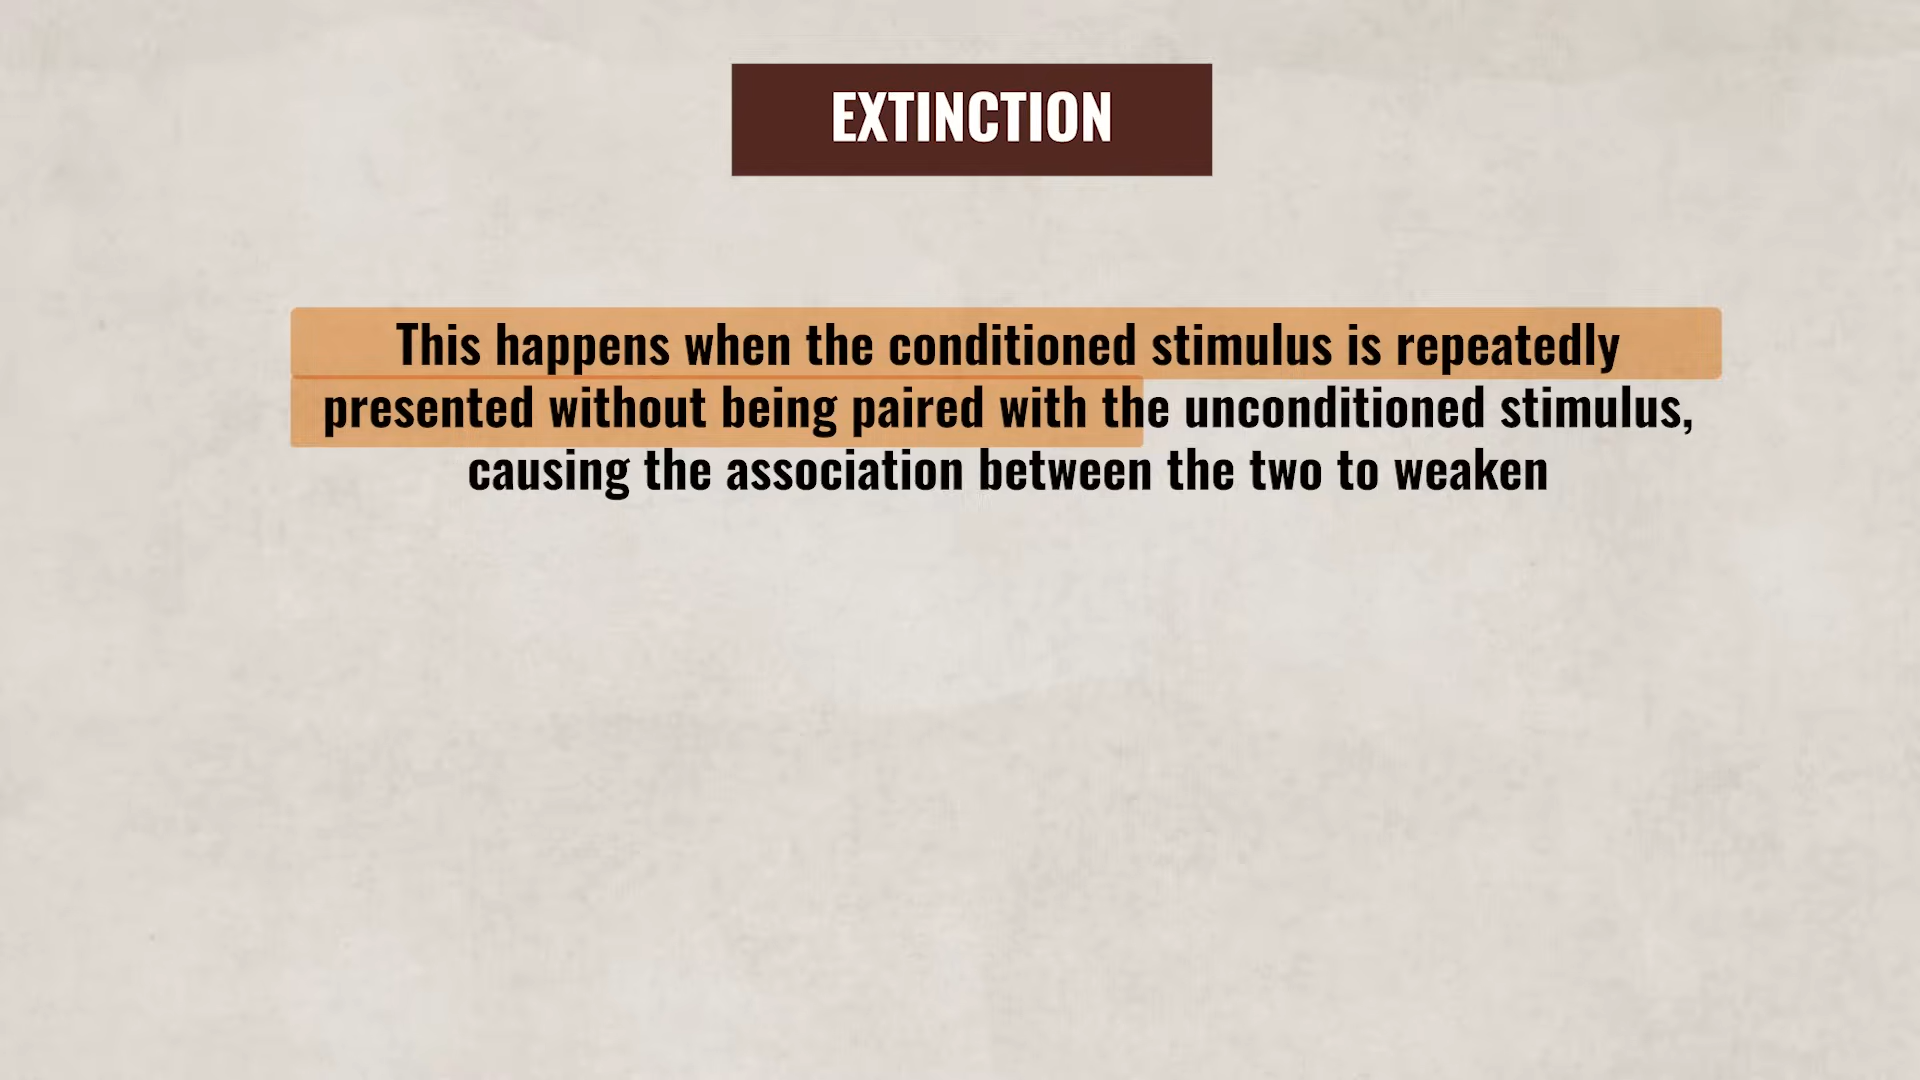 EXTINCTION
This happens when the conditioned stimulus is repeatedly
presented without being paired with the unconditioned stimulus,
causing the association between the two to weaken